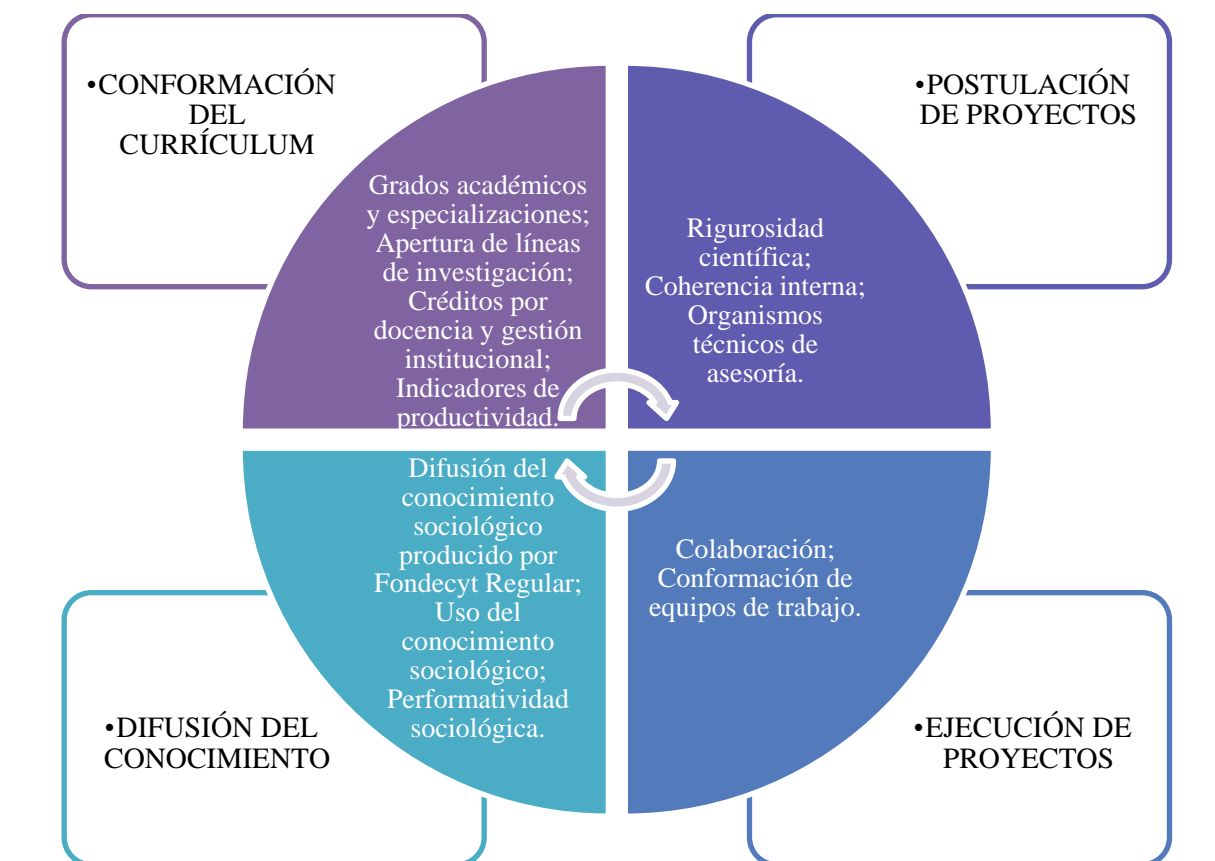 •CONFORMACIÓN
DEL
CURRÍCULUM
Grados académicos
y especializaciones;
Apertura de líneas
de investigación;
Créditos por
docencia y gestión
institucional;
Indicadores de
productividad.
•POSTULACIÓN
DE PROYECTOS
Rigurosidad
científica;
Coherencia interna;
Organismos
técnicos de
asesoría.
Difusión del
conocimiento
sociológico
producido por
Fondecyt Regular;
Uso del
conocimiento
sociológico;
Performatividad
sociológica.
•DIFUSIÓN DEL
CONOCIMIENTO
Colaboración;
Conformación de
equipos de trabajo.
•EJECUCIÓN DE
PROYECTOS